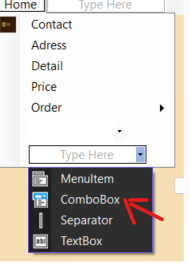 Home Type Here
Contact
Adress
Detail
Price
Order
Type Here
MenuItem
ComboBox
Separator
TextBox